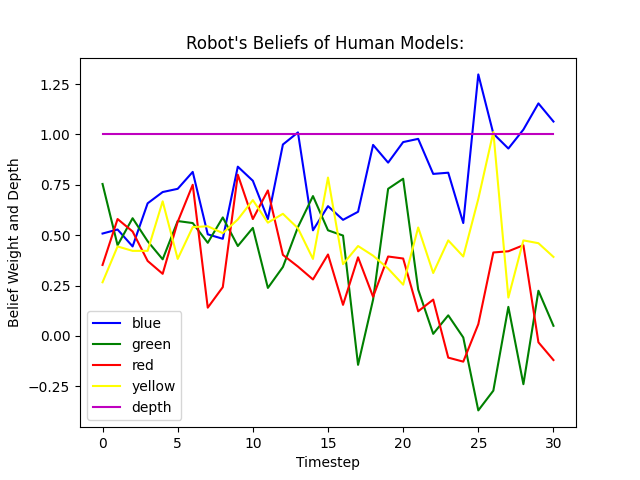 Robot's Beliefs of Human Models:
Belief Weight and Depth
1.25
1.00
0.75
0.50
0.25
0.00
−0.25
blue
green
red
yellow
depth
0 5 10 15 20 25 30
Timestep